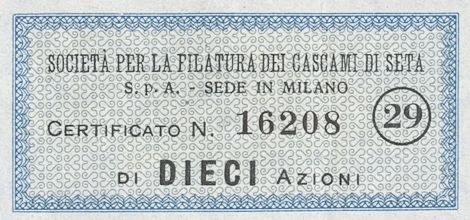 SOCIETÀ PER LA FILATURA DEI CASCAMI DI SETA
S. p. A. - SEDE IN MILANO
CERTIFICATO N. 16208 29
DI DIECI AZIONI